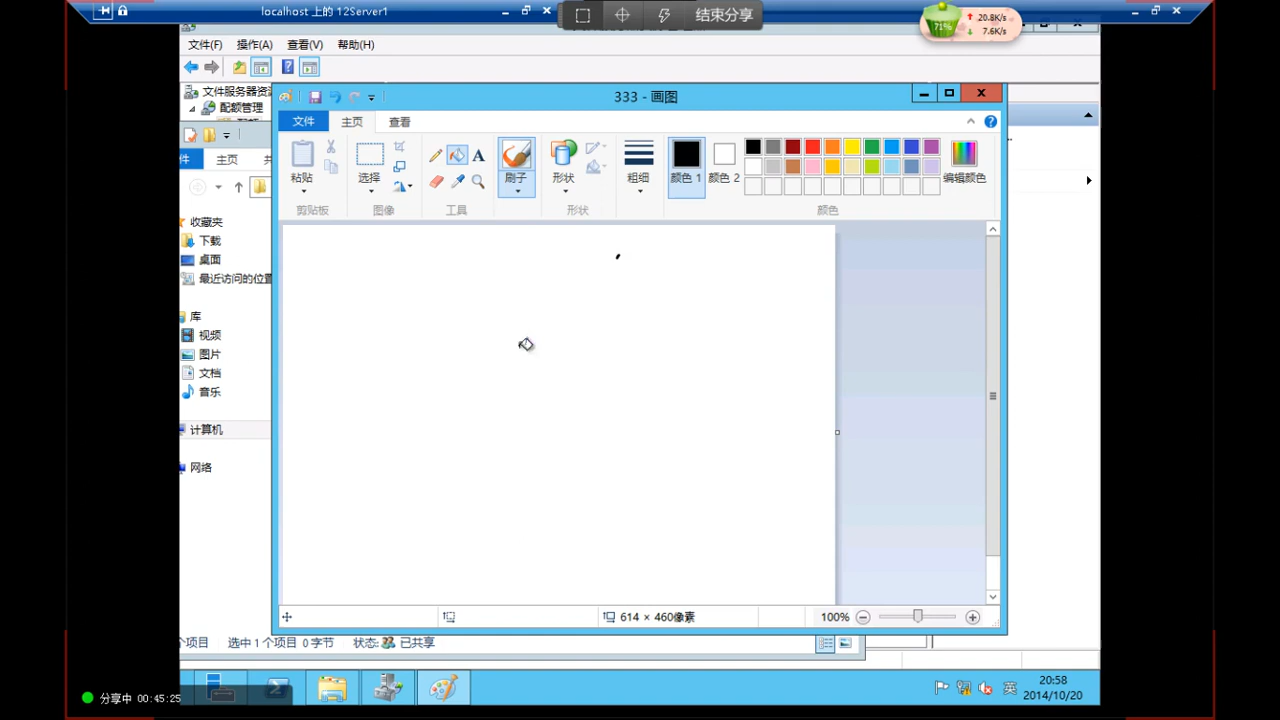 localhost 上的 12Server1
结束分享
71%
20.8K/s
7.6K/s
文件(F) 操作(A) 查看(V) 帮助(H)
文件服务器资
配额管理
333 - 画图
文件 主页 查看
件 主页
粘贴 选择 刷子 形状 粗细 颜色 1 颜色 2 编辑颜色
剪贴板 图像 工具 形状 颜色
收藏夹
下载
桌面
最近访问的位置
库
视频
图片
文档
音乐
计算机
网络
614 × 460像素
100%
个项目 选中 1 个项目 0 字节 状态: 已共享
分享中 00:45:25
英
20:58
2014/10/20